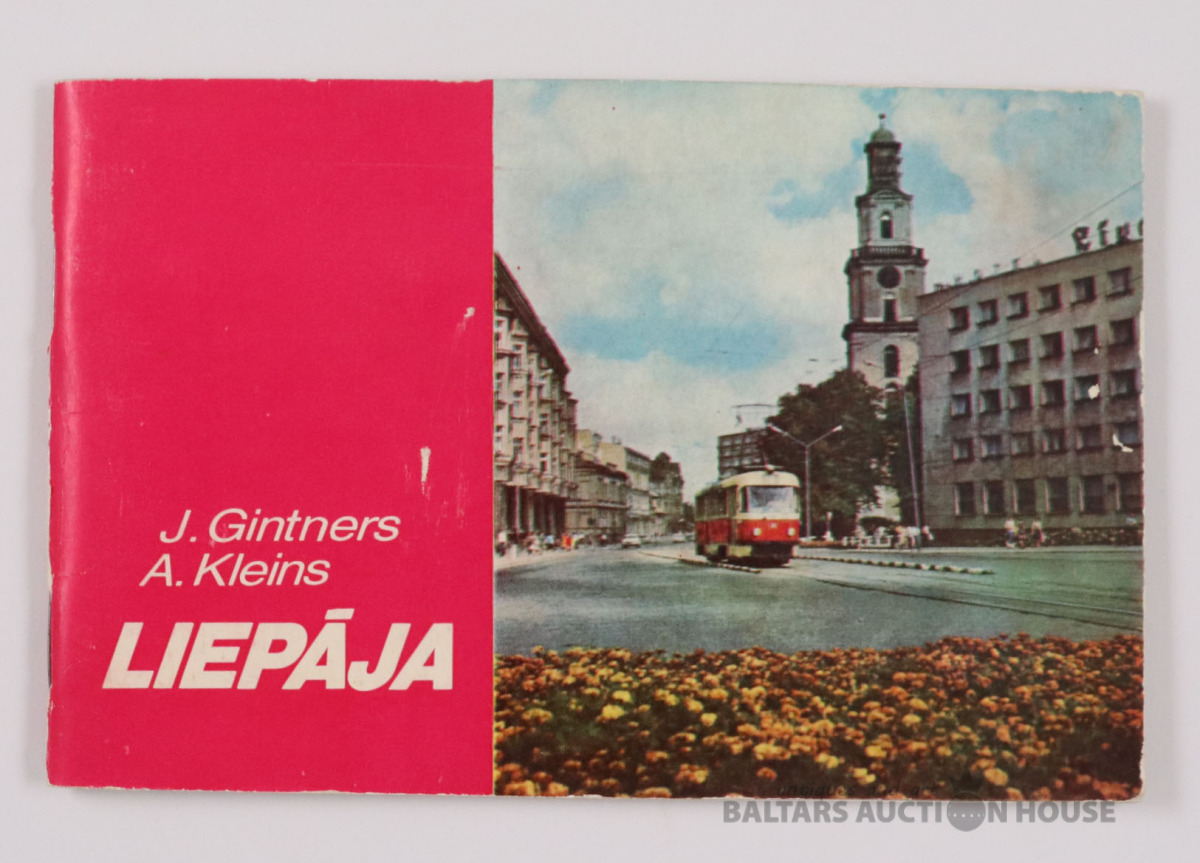 J. Gintners
A. Kleins
LIEPĀJA
BALTARS AUCTION HOUSE